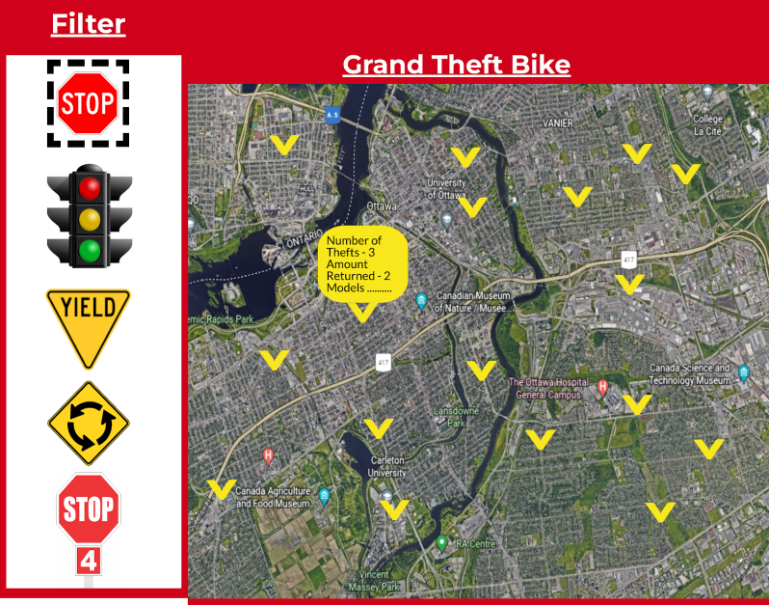 Filter
STOP
YIELD
STOP
4
Grand Theft Bike
A.5
VANIER
College
La Cité
University
of Ottawa
Ottawa
ONTARIO
Number of
Thefts - 3
Amount
Returned - 2
Models ..........
417
Canadian Museum
of Nature / Musée...
emic Rapids Park
417
Canada Science and
Technology Museum
The Ottawa Hospital
General Campus
H
Lansdowne
Park
H
Carleton
University
Canada Agriculture
and Food Museum
RA Centre
Vincent
Massey Park